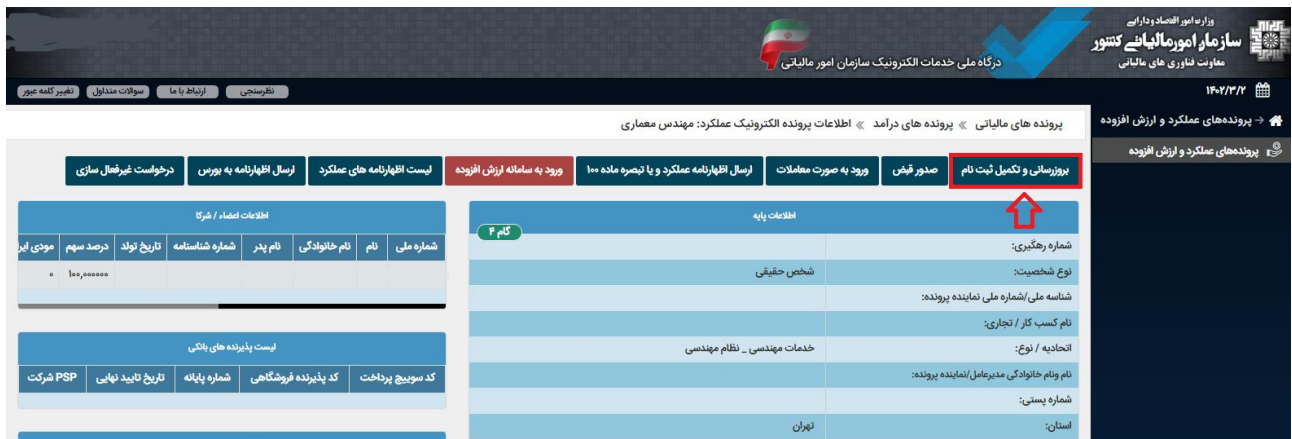 وزارت امور اقتصاد و دارایی
سازمان امور مالیاتی کشور
معاونت فناوری های مالیاتی
درگاه ملی خدمات الکترونیک سازمان امور مالیاتی
۱۴۰۲/۳/۲
نظرسنجی
ارتباط با ما
سوالات متداول
تغییر کلمه عبور
پرونده‌های عملکرد و ارزش افزوده
پرونده‌های عملکرد و ارزش افزوده
پرونده های مالیاتی » پرونده های درآمد » اطلاعات پرونده الکترونیک عملکرد: مهندس معماری
بروزرسانی و تکمیل ثبت نام
صدور قبض
ورود به صورت معاملات
ارسال اظهارنامه عملکرد و یا تبصره ماده ۱۰۰
ورود به سامانه ارزش افزوده
لیست اظهارنامه های عملکرد
ارسال اظهارنامه به بورس
درخواست غیرفعال سازی
اطلاعات پایه
گام ۴
شماره رهگیری:
نوع شخصیت: شخص حقیقی
شناسه ملی/شماره ملی نماینده پرونده:
نام کسب کار / تجاری:
اتحادیه / نوع: خدمات مهندسی _ نظام مهندسی
نام ونام خانوادگی مدیرعامل/نماینده پرونده:
شماره پستی:
استان: تهران
اطلاعات اعضاء / شرکا
شماره ملی نام نام خانوادگی نام پدر شماره شناسنامه تاریخ تولد درصد سهم مودی ایر
۱۰۰,۰۰۰۰۰۰ ۰
لیست پذیرنده های بانکی
کد سوییچ پرداخت کد پذیرنده فروشگاهی شماره پایانه تاریخ تایید نهایی شرکت PSP